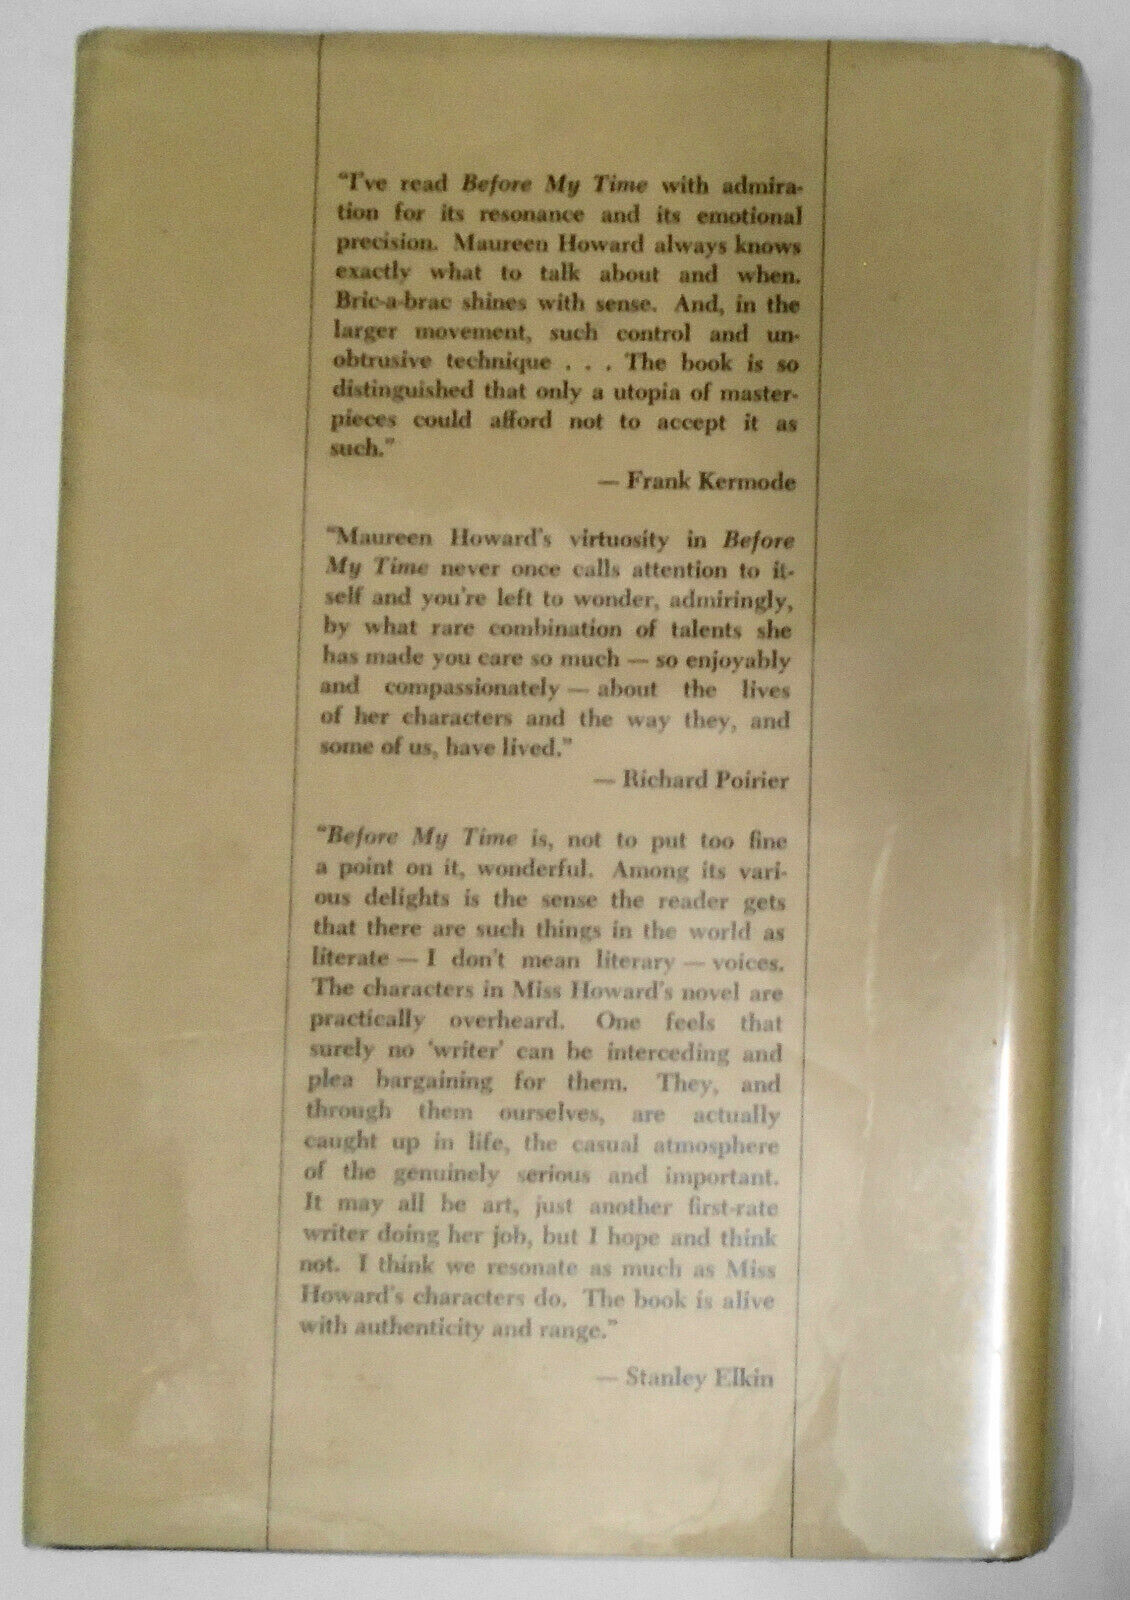 "I've read Before My Time with admira-
tion for its resonance and its emotional
precision. Maureen Howard always knows
exactly what to talk about and when.
Bric-a-brac shines with sense. And, in the
larger movement, such control and un-
obtrusive technique . . . The book is so
distinguished that only a utopia of master-
pieces could afford not to accept it as
such."
— Frank Kermode
"Maureen Howard's virtuosity in Before
My Time never once calls attention to it-
self and you're left to wonder, admiringly,
by what rare combination of talents she
has made you care so much — so enjoyably
and compassionately — about the lives
of her characters and the way they, and
some of us, have lived."
— Richard Poirier
"Before My Time is, not to put too fine
a point on it, wonderful. Among its vari-
ous delights is the sense the reader gets
that there are such things in the world as
literate — I don't mean literary — voices.
The characters in Miss Howard's novel are
practically overheard. One feels that
surely no 'writer' can be interceding and
plea bargaining for them. They, and
through them ourselves, are actually
caught up in life, the casual atmosphere
of the genuinely serious and important.
It may all be art, just another first-rate
writer doing her job, but I hope and think
not. I think we resonate as much as Miss
Howard's characters do. The book is alive
with authenticity and range."
— Stanley Elkin